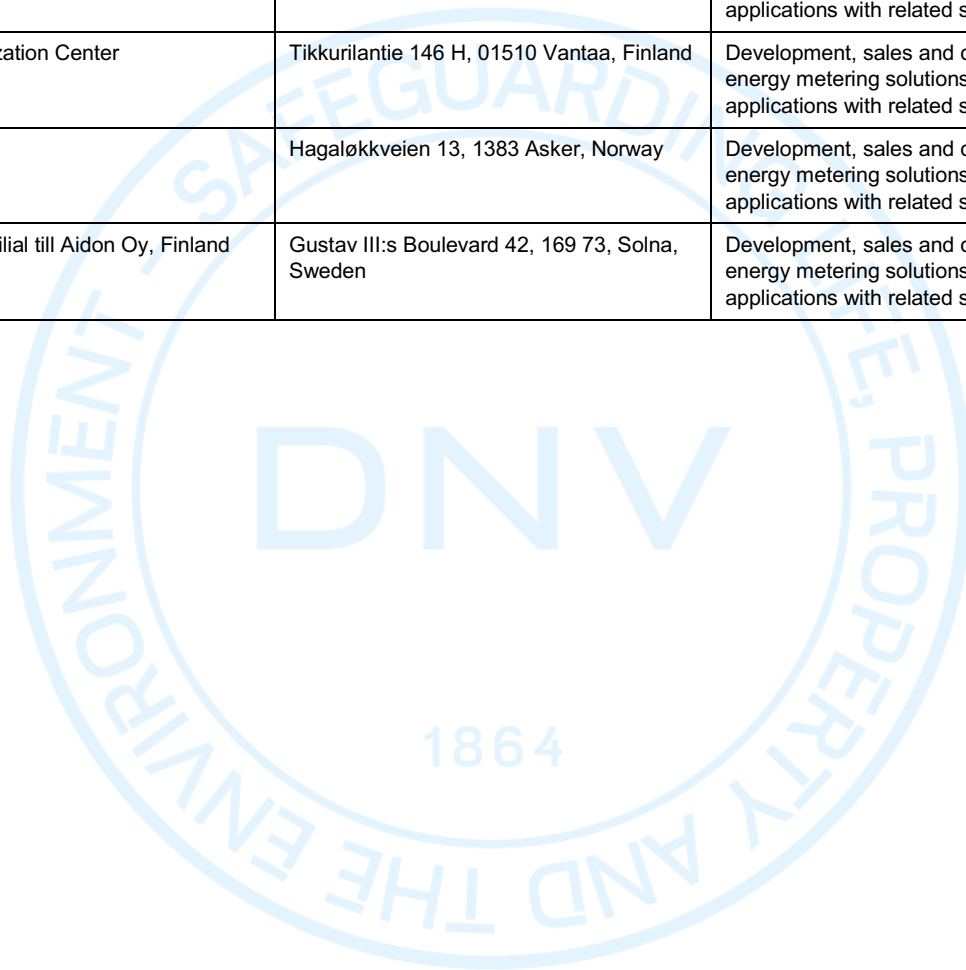 applications with related s
zation Center
Tikkurilantie 146 H, 01510 Vantaa, Finland
Development, sales and
energy metering solutions
applications with related s
Hagaløkkveien 13, 1383 Asker, Norway
Development, sales and
energy metering solutions
applications with related s
ilial till Aidon Oy, Finland
Gustav III:s Boulevard 42, 169 73, Solna,
Sweden
Development, sales and
energy metering solutions
applications with related s
SAFEGUARDING LIFE, PROPERTY AND THE ENVIRONMENT -
DNV
1864